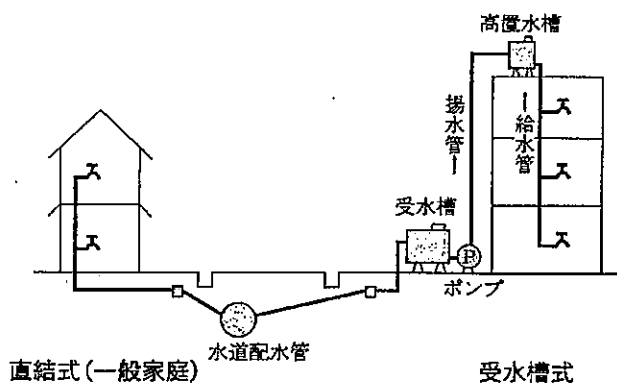 高置水槽
揚水管→
←給水管
受水槽
P
ポンプ
水道配水管
直結式(一般家庭)
受水槽式